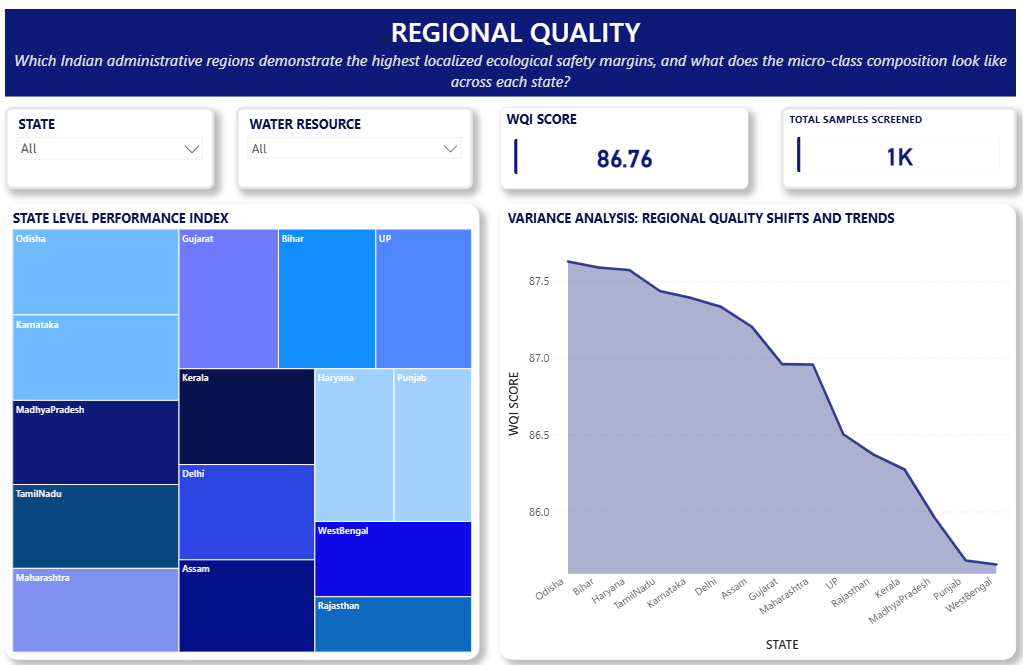 REGIONAL QUALITY
Which Indian administrative regions demonstrate the highest localized ecological safety margins, and what does the micro-class composition look like
across each state?
STATE
All
WATER RESOURCE
All
WQI SCORE
86.76
TOTAL SAMPLES SCREENED
1K
STATE LEVEL PERFORMANCE INDEX
Odisha
Karnataka
MadhyaPradesh
TamilNadu
Maharashtra
Gujarat
Bihar
UP
Kerala
Delhi
Assam
Haryana
Punjab
WestBengal
Rajasthan
VARIANCE ANALYSIS: REGIONAL QUALITY SHIFTS AND TRENDS
WQI SCORE
87.5
87.0
86.5
86.0
Odisha
Bihar
Haryana
TamilNadu
Karnataka
Delhi
Assam
Gujarat
Maharashtra
UP
Rajasthan
Kerala
MadhyaPradesh
Punjab
WestBengal
STATE